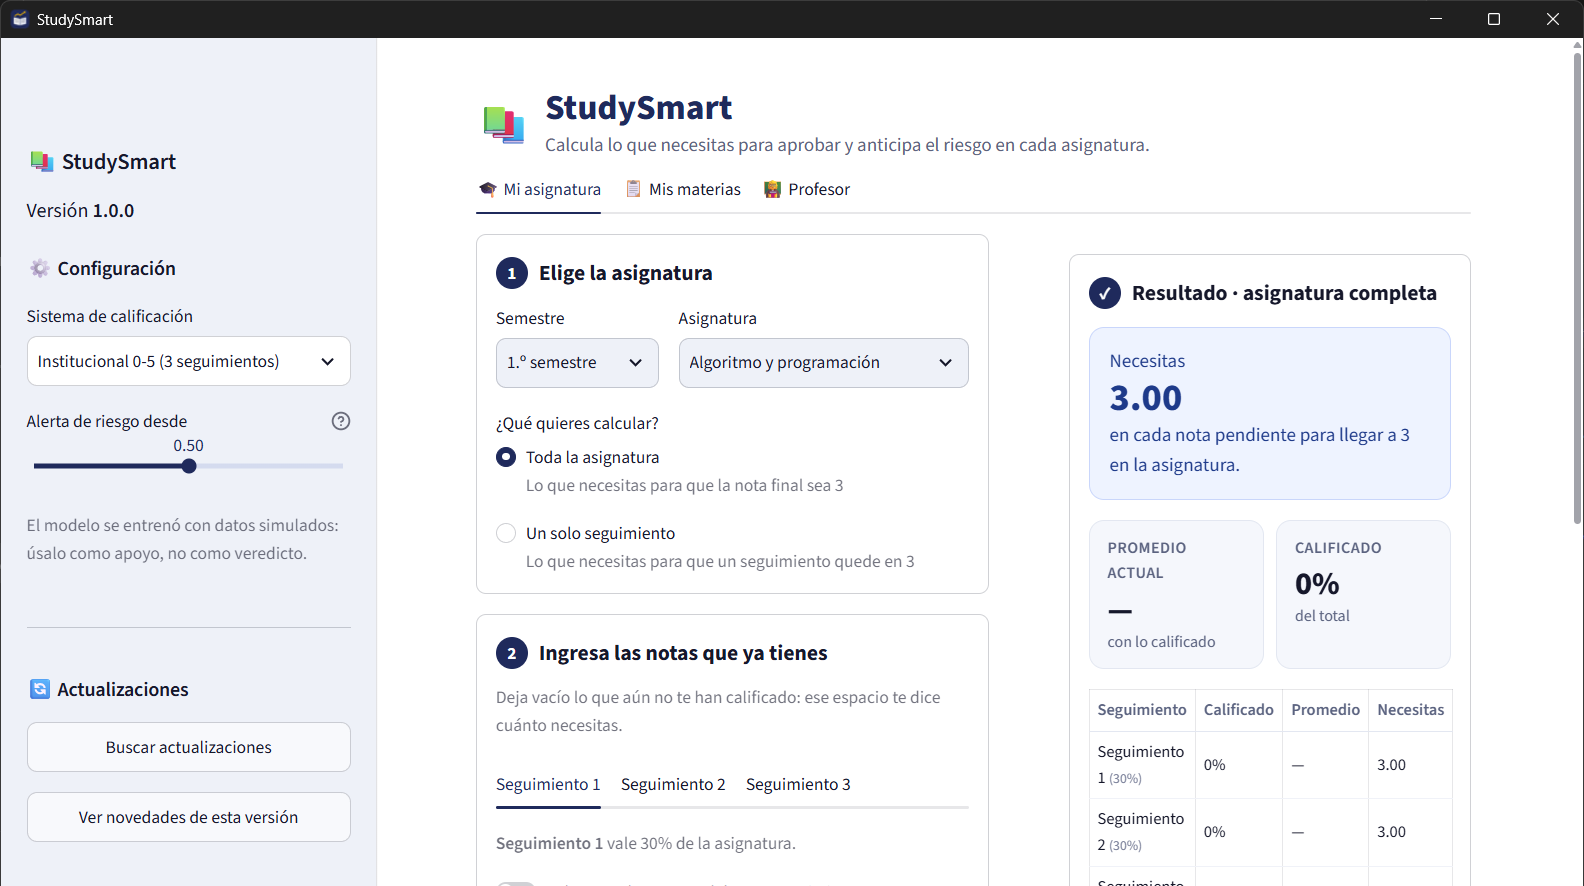 StudySmart
StudySmart
Versión 1.0.0
Configuración
Sistema de calificación
Institucional 0-5 (3 seguimientos)
Alerta de riesgo desde
0.50
El modelo se entrenó con datos simulados:
úsalo como apoyo, no como veredicto.
Actualizaciones
Buscar actualizaciones
Ver novedades de esta versión
StudySmart
Calcula lo que necesitas para aprobar y anticipa el riesgo en cada asignatura.
Mi asignatura Mis materias Profesor
1 Elige la asignatura
Semestre Asignatura
1.º semestre Algoritmo y programación
¿Qué quieres calcular?
Toda la asignatura
Lo que necesitas para que la nota final sea 3
Un solo seguimiento
Lo que necesitas para que un seguimiento quede en 3
2 Ingresa las notas que ya tienes
Deja vacío lo que aún no te han calificado: ese espacio te dice
cuánto necesitas.
Seguimiento 1 Seguimiento 2 Seguimiento 3
Seguimiento 1 vale 30% de la asignatura.
Resultado · asignatura completa
Necesitas
3.00
en cada nota pendiente para llegar a 3
en la asignatura.
PROMEDIO
ACTUAL
—
con lo calificado
CALIFICADO
0%
del total
Seguimiento Calificado Promedio Necesitas
Seguimiento
1 (30%) 0% — 3.00
Seguimiento
2 (30%) 0% — 3.00